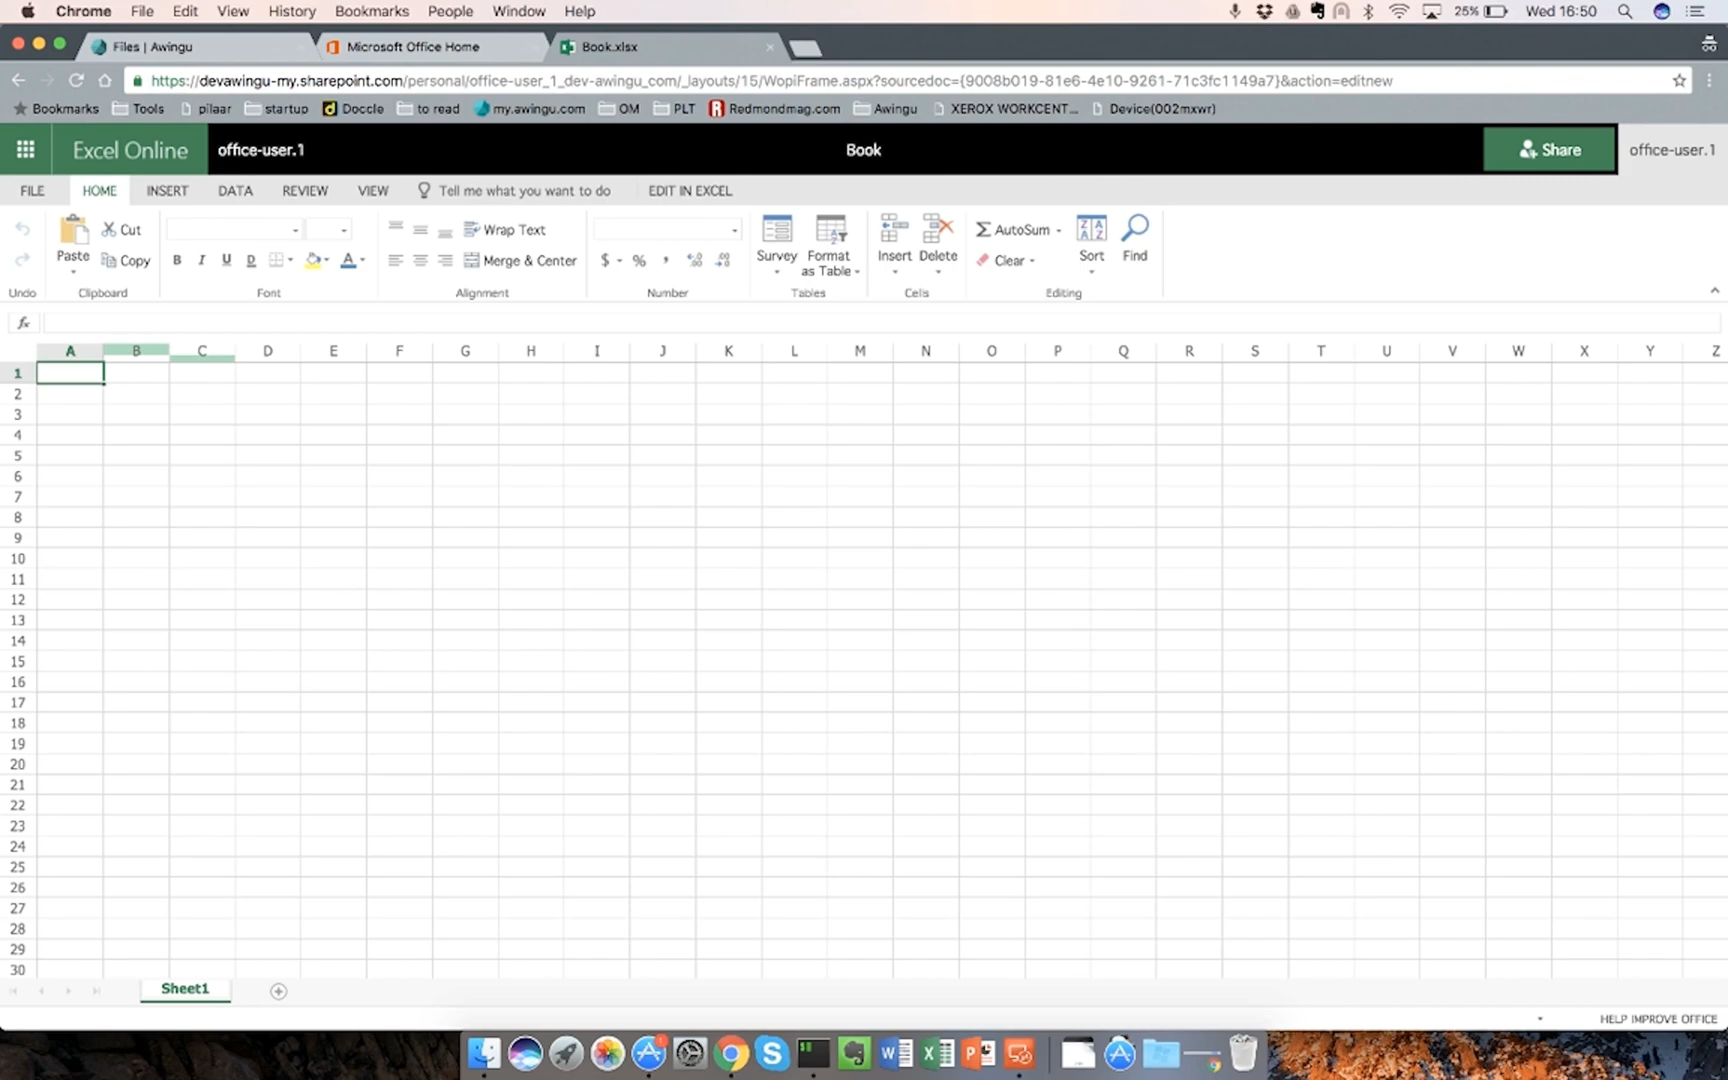 Chrome File Edit View History Bookmarks People Window Help 25% Wed 16:50
Files | Awingu Microsoft Office Home Book.xlsx
https://devawingu-my.sharepoint.com/personal/office-user_1_dev-awingu_com/_layouts/15/WopiFrame.aspx?sourcedoc={9008b019-81e6-4e10-9261-71c3fc1149a7}&action=editnew
Bookmarks Tools pilaar startup Doccle to read my.awingu.com OM PLT Redmondmag.com Awingu XEROX WORKCENT... Device(002mxwr)
Excel Online office-user.1 Book Share office-user.1
FILE HOME INSERT DATA REVIEW VIEW Tell me what you want to do EDIT IN EXCEL
Cut Wrap Text AutoSum
Paste Copy B I U D A Merge & Center $ % , Survey Format as Table Insert Delete Clear Sort Find
Undo Clipboard Font Alignment Number Tables Cells Editing
fx
A B C D E F G H I J K L M N O P Q R S T U V W X Y Z
1
2
3
4
5
6
7
8
9
10
11
12
13
14
15
16
17
18
19
20
21
22
23
24
25
26
27
28
29
30
Sheet1
HELP IMPROVE OFFICE